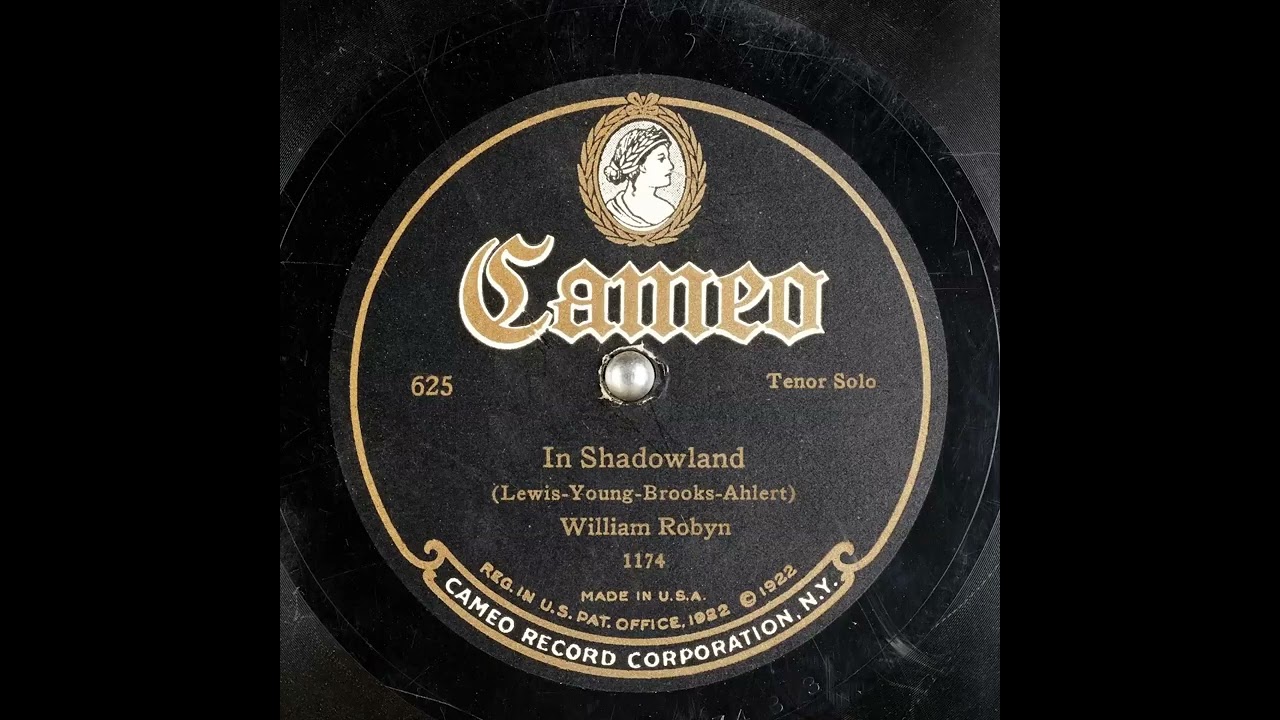 Cameo
625
Tenor Solo
In Shadowland
(Lewis-Young-Brooks-Ahlert)
William Robyn
1174
MADE IN U.S.A.
REG. IN U.S. PAT. OFFICE, 1922 © 1922
CAMEO RECORD CORPORATION, N.Y.